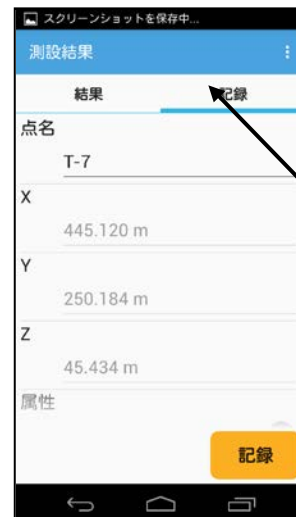 スクリーンショットを保存中...
測設結果
結果
記録
点名
T-7
X
445.120 m
Y
250.184 m
Z
45.434 m
属性
記録